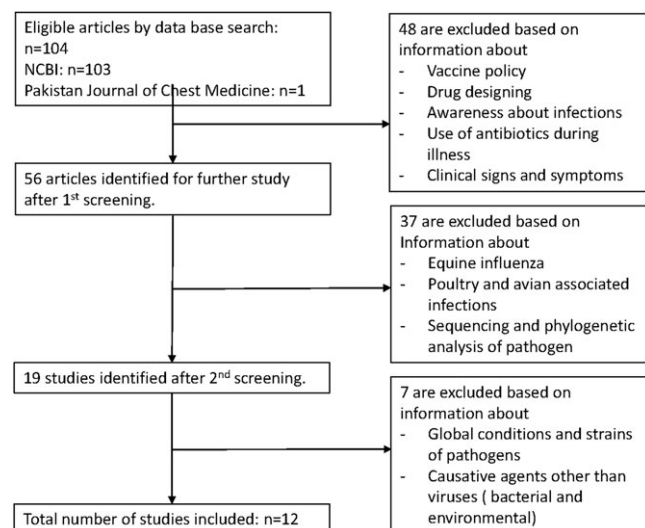 Eligible articles by data base search:
n=104
NCBI: n=103
Pakistan Journal of Chest Medicine: n=1
48 are excluded based on
information about
- Vaccine policy
- Drug designing
- Awareness about infections
- Use of antibiotics during
illness
- Clinical signs and symptoms
56 articles identified for further study
after 1st screening.
37 are excluded based on
Information about
- Equine influenza
- Poultry and avian associated
infections
- Sequencing and phylogenetic
analysis of pathogen
19 studies identified after 2nd screening.
7 are excluded based on
information about
- Global conditions and strains
of pathogens
- Causative agents other than
viruses ( bacterial and
environmental)
Total number of studies included: n=12